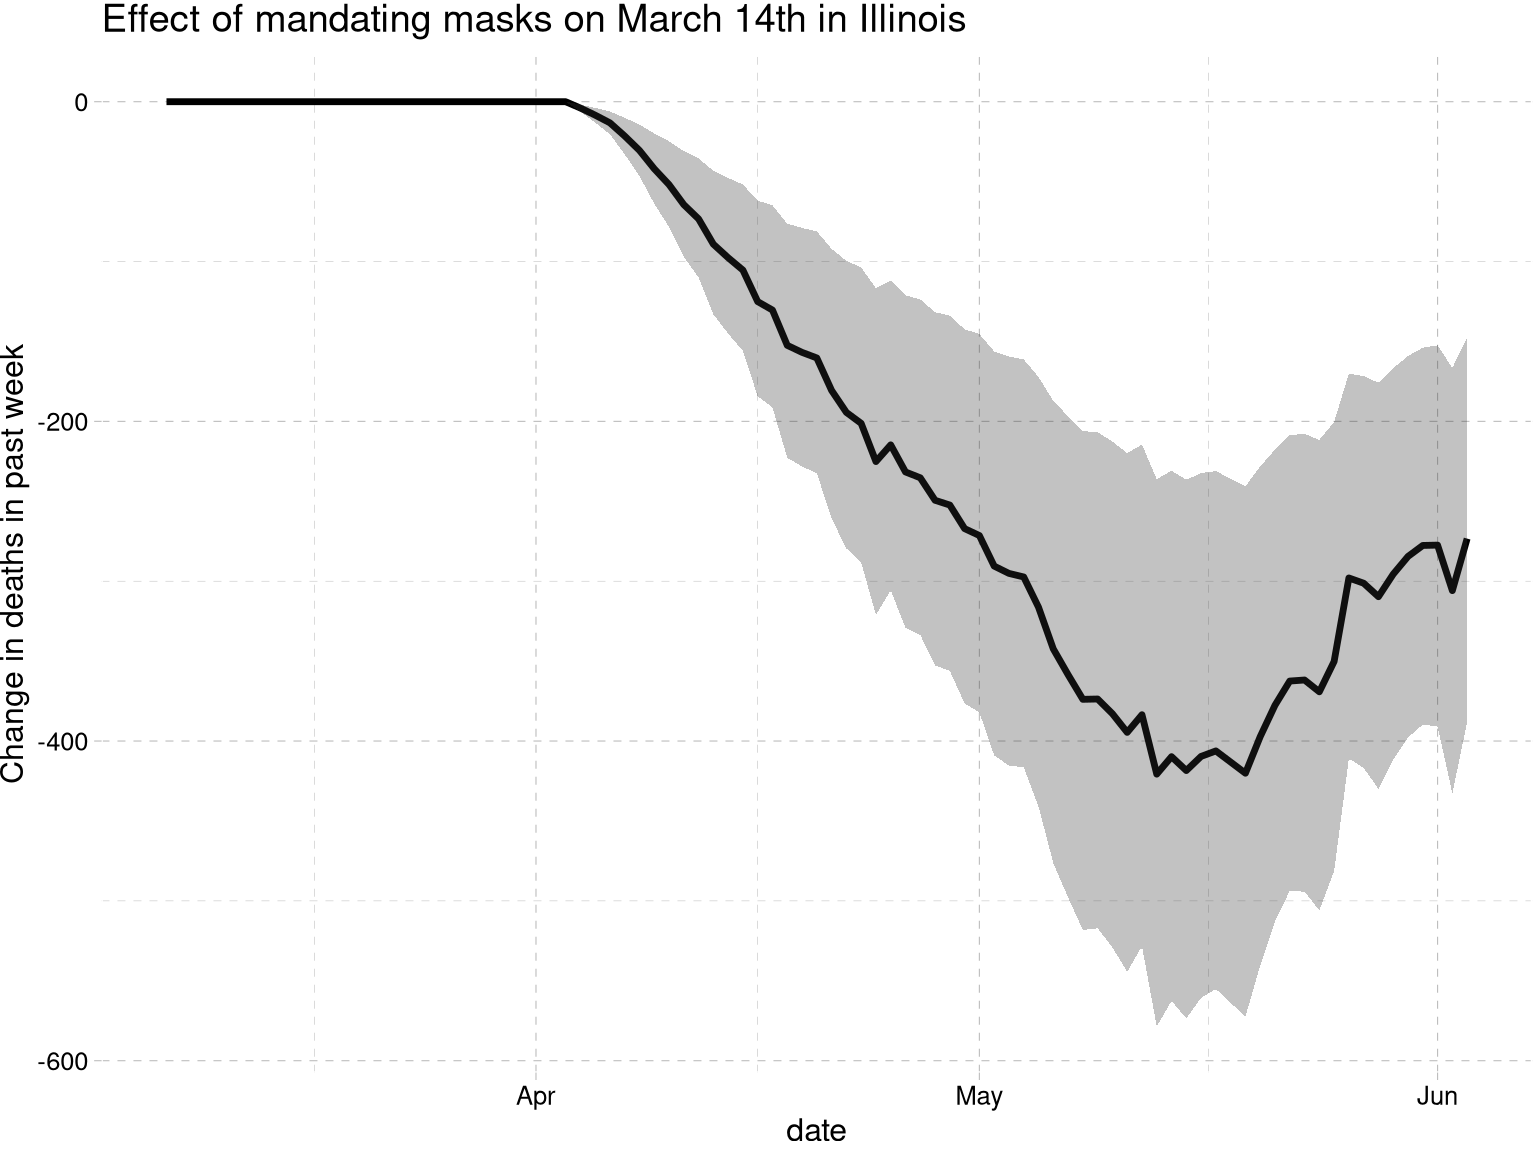 Effect of mandating masks on March 14th in Illinois
Change in deaths in past week
0
-200
-400
-600
Apr
May
Jun
date